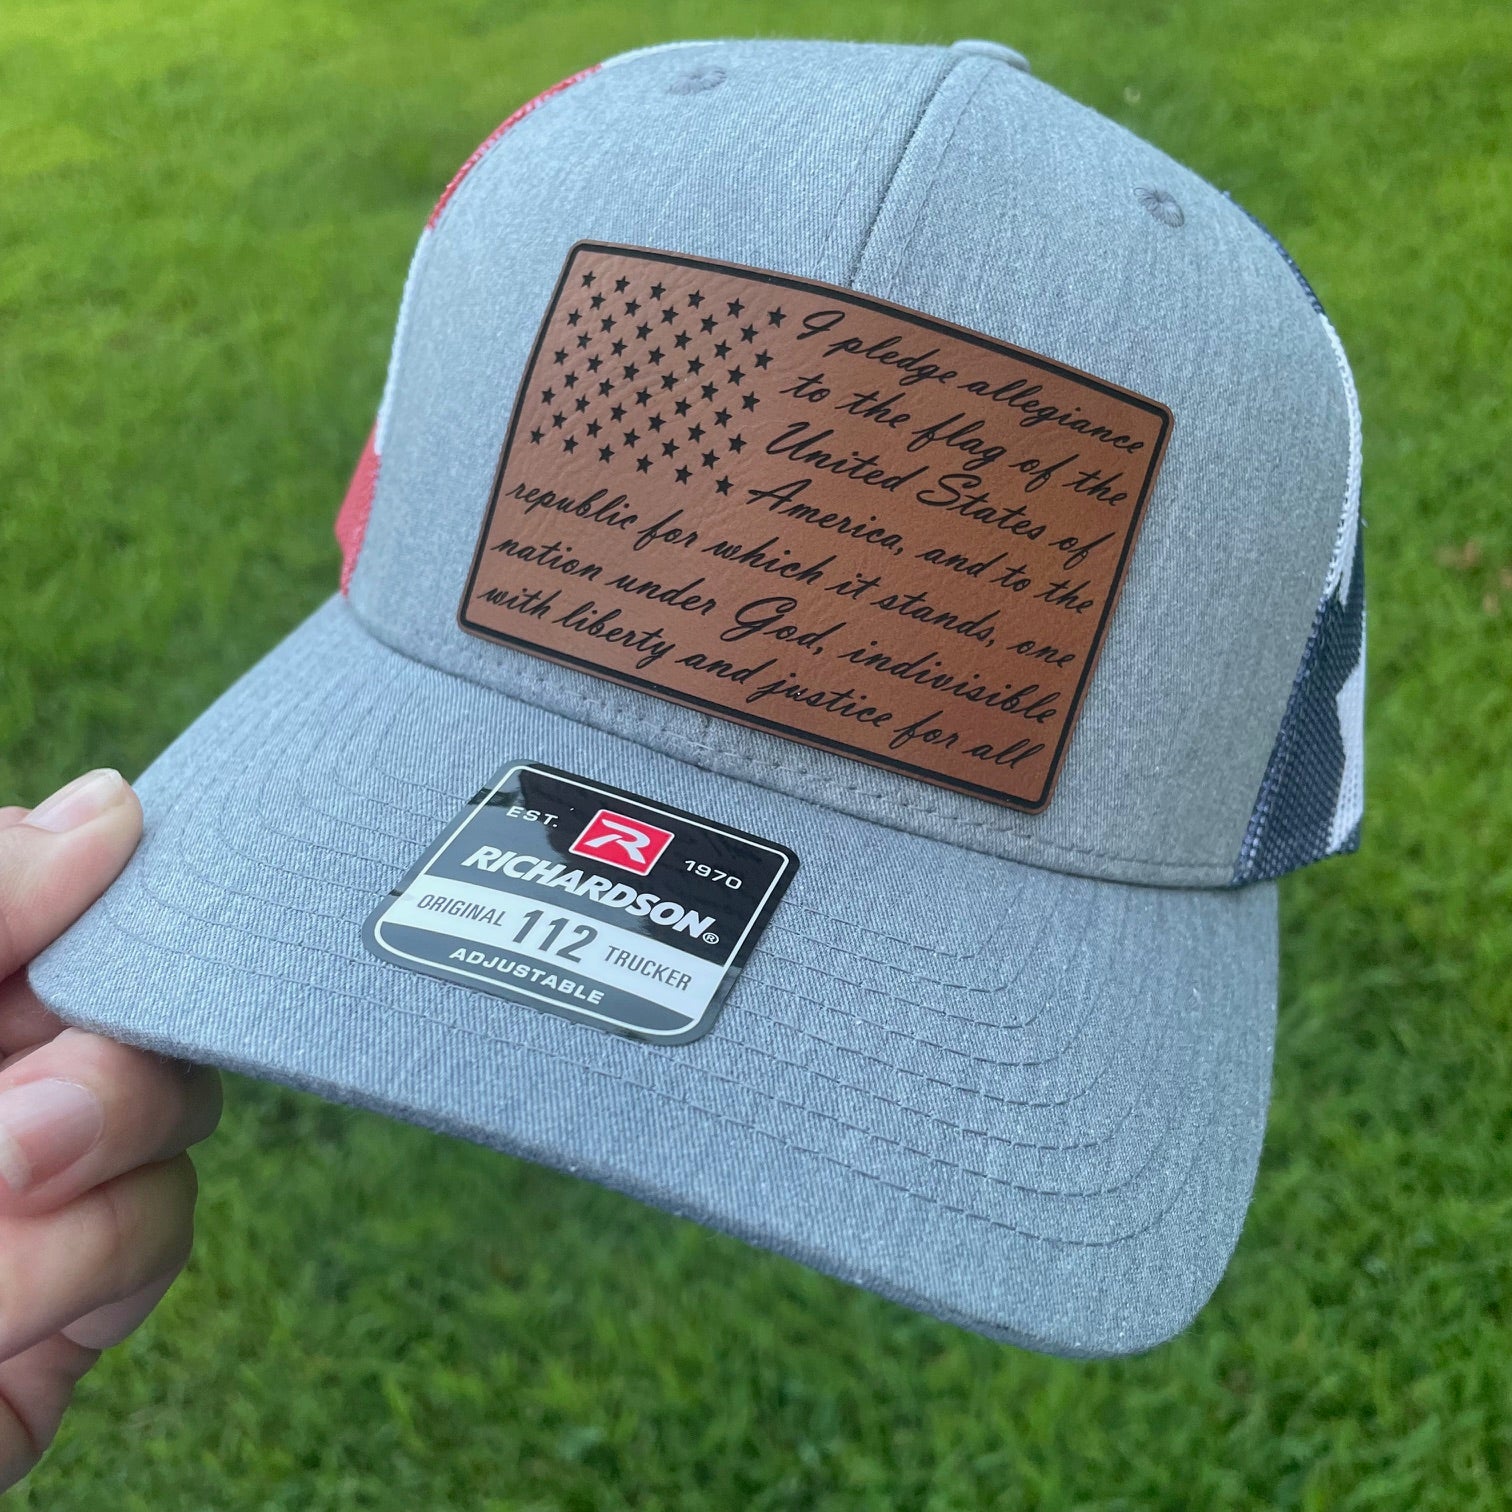 I pledge allegiance
to the flag of the
United States of
America, and to the
republic for which it stands, one
nation under God, indivisible
with liberty and justice for all
EST. R 1970
RICHARDSON®
ORIGINAL 112 TRUCKER
ADJUSTABLE